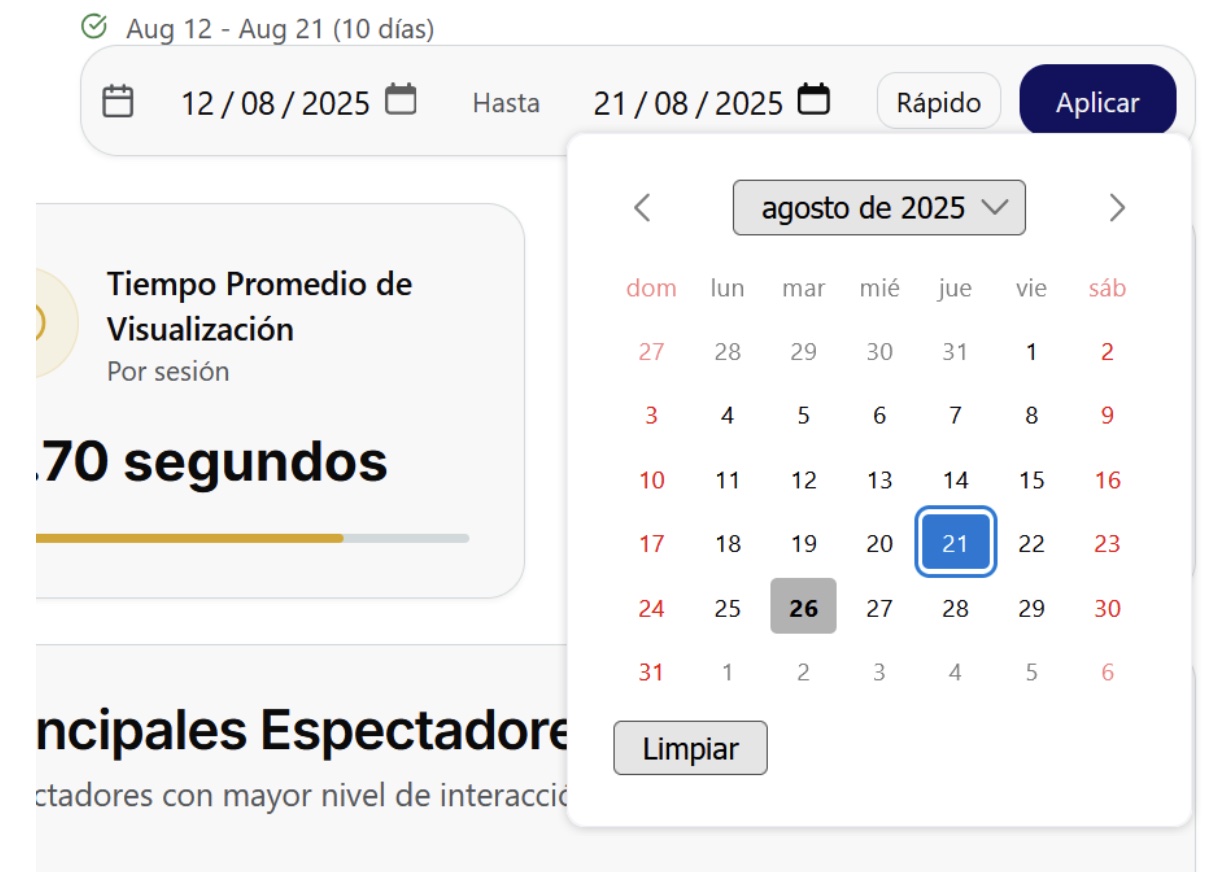 Aug 12 - Aug 21 (10 días)
12 / 08 / 2025 Hasta 21 / 08 / 2025 Rápido Aplicar
agosto de 2025
dom lun mar mié jue vie sáb
27 28 29 30 31 1 2
3 4 5 6 7 8 9
10 11 12 13 14 15 16
17 18 19 20 21 22 23
24 25 26 27 28 29 30
31 1 2 3 4 5 6
Limpiar
Tiempo Promedio de
Visualización
Por sesión
.70 segundos
ncipales Espectadore
ctadores con mayor nivel de interacció